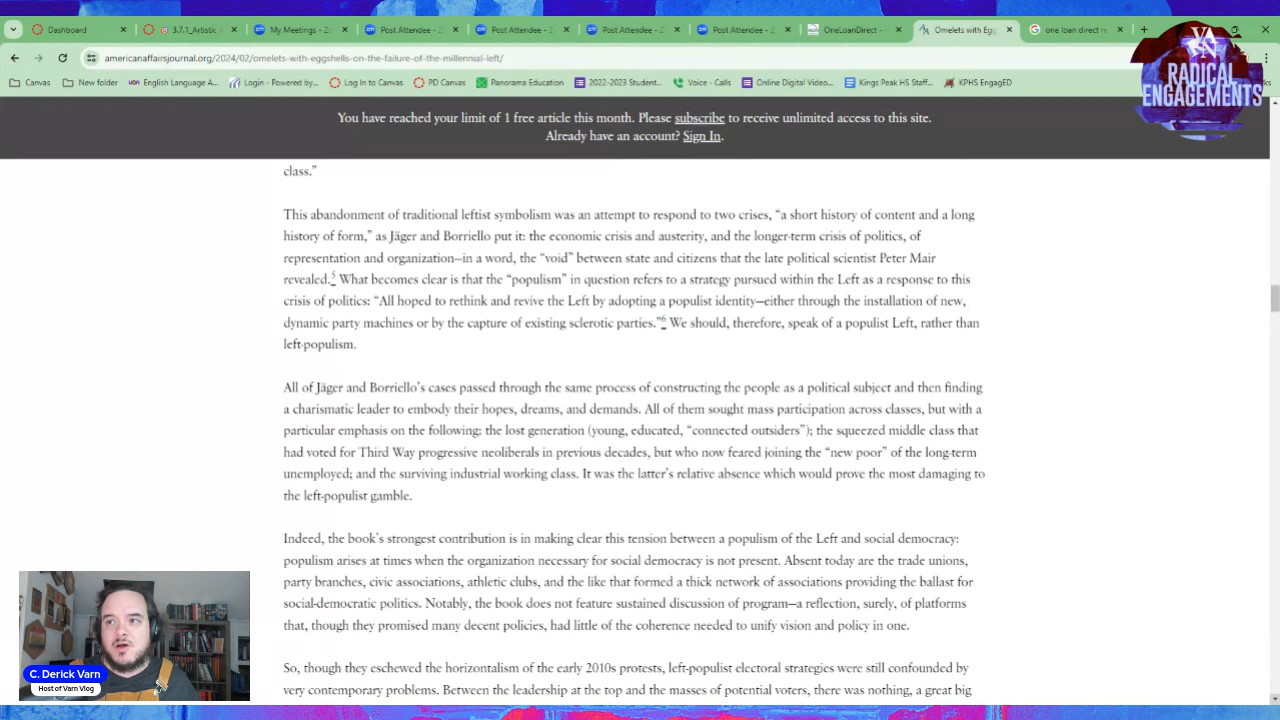 Dashboard
3.7.1_Artistic
My Meetings - Z
Post Attendee - Z
Post Attendee - Z
Post Attendee - Z
Post Attendee - Z
OneLoanDirect -
Omelets with Egg
one loan direct n
americanaffairsjournal.org/2024/02/omelets-with-eggshells-on-the-failure-of-the-millennial-left/
Canvas
New folder
English Language A...
Login - Powered by...
Log In to Canvas
PD Canvas
Panorama Education
2022-2023 Student...
Voice - Calls
Online Digital Video...
Kings Peak HS Staff...
KPHS EngagED
RADICAL
ENGAGEMENTS
You have reached your limit of 1 free article this month. Please subscribe to receive unlimited access to this site.
Already have an account? Sign In.
class.”
This abandonment of traditional leftist symbolism was an attempt to respond to two crises, “a short history of content and a long
history of form,” as Jäger and Borriello put it: the economic crisis and austerity, and the longer-term crisis of politics, of
representation and organization—in a word, the “void” between state and citizens that the late political scientist Peter Mair
revealed.5 What becomes clear is that the “populism” in question refers to a strategy pursued within the Left as a response to this
crisis of politics: “All hoped to rethink and revive the Left by adopting a populist identity—either through the installation of new,
dynamic party machines or by the capture of existing sclerotic parties.”6 We should, therefore, speak of a populist Left, rather than
left-populism.
All of Jäger and Borriello’s cases passed through the same process of constructing the people as a political subject and then finding
a charismatic leader to embody their hopes, dreams, and demands. All of them sought mass participation across classes, but with a
particular emphasis on the following: the lost generation (young, educated, “connected outsiders”); the squeezed middle class that
had voted for Third Way progressive neoliberals in previous decades, but who now feared joining the “new poor” of the long-term
unemployed; and the surviving industrial working class. It was the latter’s relative absence which would prove the most damaging to
the left-populist gamble.
Indeed, the book’s strongest contribution is in making clear this tension between a populism of the Left and social democracy:
populism arises at times when the organization necessary for social democracy is not present. Absent today are the trade unions,
party branches, civic associations, athletic clubs, and the like that formed a thick network of associations providing the ballast for
social-democratic politics. Notably, the book does not feature sustained discussion of program—a reflection, surely, of platforms
that, though they promised many decent policies, had little of the coherence needed to unify vision and policy in one.
So, though they eschewed the horizontalism of the early 2010s protests, left-populist electoral strategies were still confounded by
very contemporary problems. Between the leadership at the top and the masses of potential voters, there was nothing, a great big
C. Derick Varn
Host of Varn Vlog